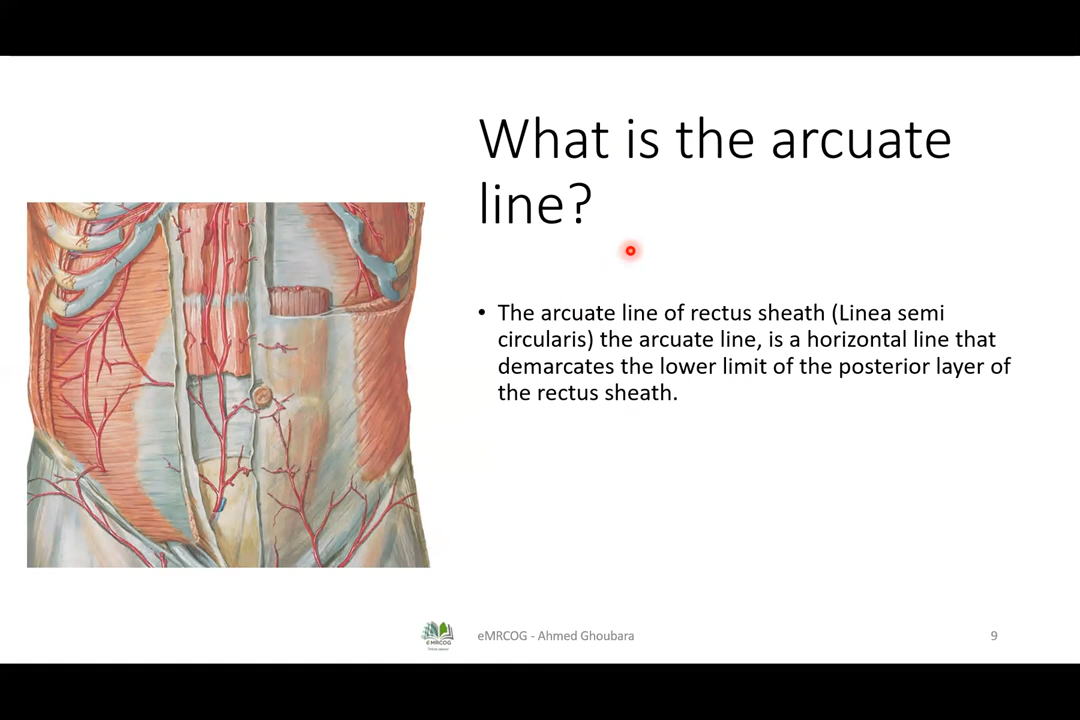 What is the arcuate
line?
• The arcuate line of rectus sheath (Linea semi
circularis) the arcuate line, is a horizontal line that
demarcates the lower limit of the posterior layer of
the rectus sheath.
eMRCOG
eMRCOG - Ahmed Ghoubara
9